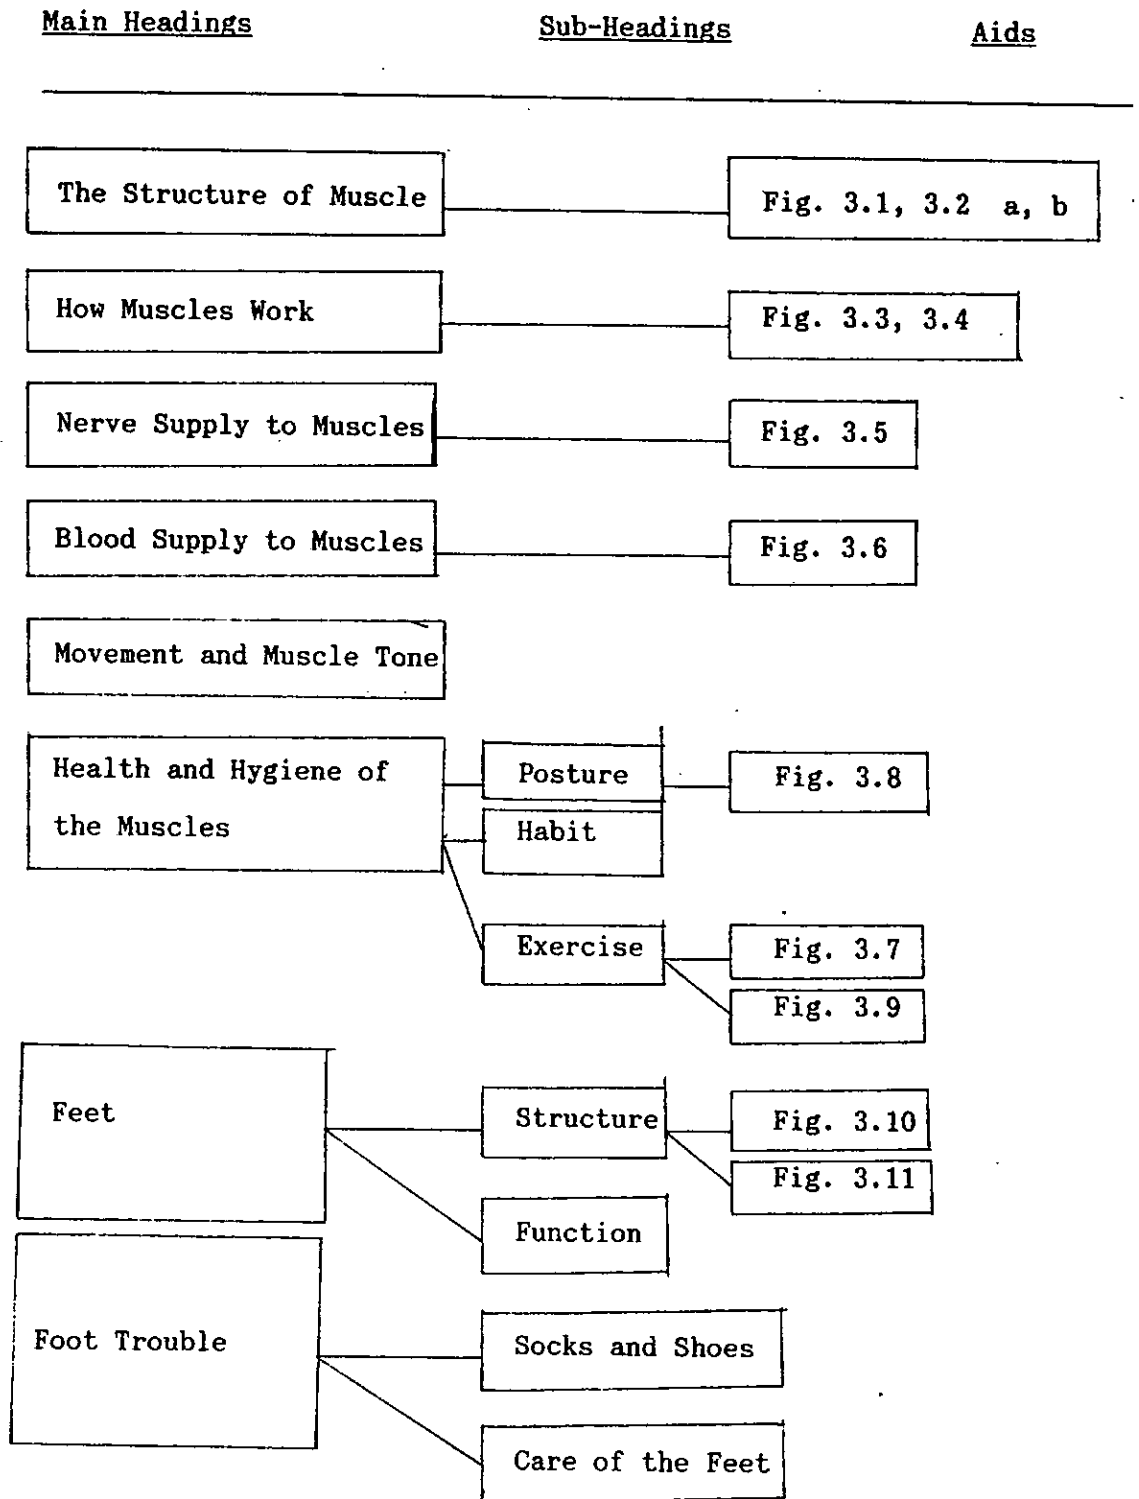 Main Headings Sub-Headings Aids
The Structure of Muscle Fig. 3.1, 3.2 a, b
How Muscles Work Fig. 3.3, 3.4
Nerve Supply to Muscles Fig. 3.5
Blood Supply to Muscles Fig. 3.6
Movement and Muscle Tone
Health and Hygiene of Posture Fig. 3.8
the Muscles Habit
Exercise Fig. 3.7
Fig. 3.9
Feet Structure Fig. 3.10
Fig. 3.11
Function
Foot Trouble Socks and Shoes
Care of the Feet